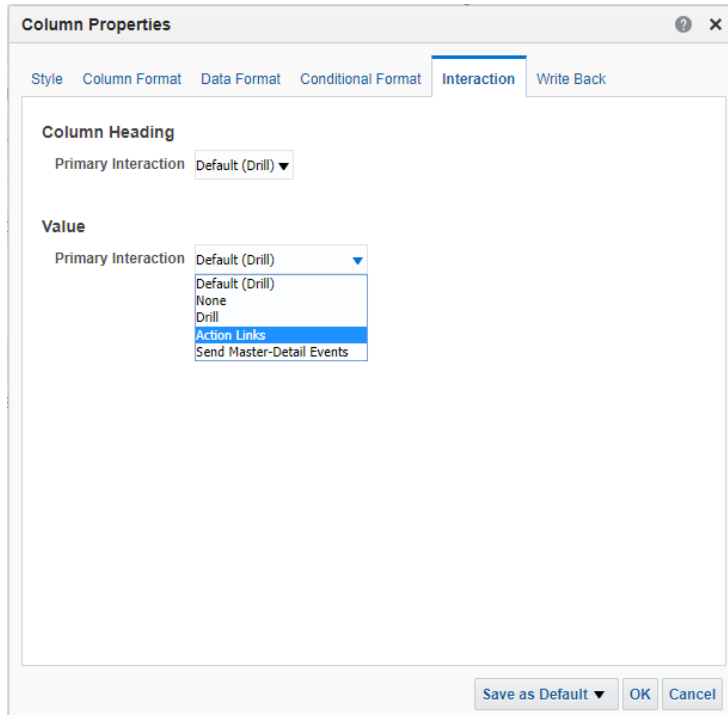 Column Properties
Style Column Format Data Format Conditional Format Interaction Write Back
Column Heading
Primary Interaction Default (Drill)
Value
Primary Interaction Default (Drill)
Default (Drill)
None
Drill
Action Links
Send Master-Detail Events
Save as Default OK Cancel